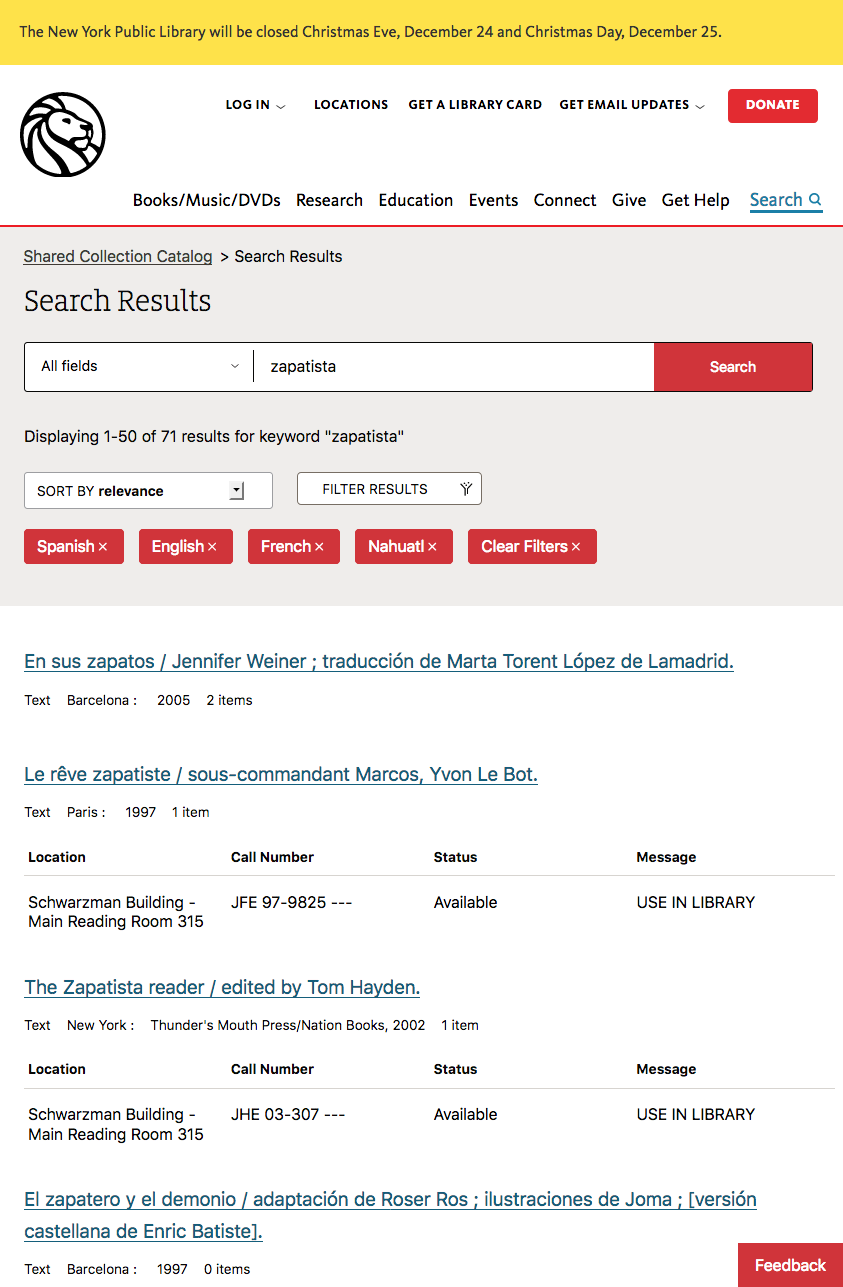 The New York Public Library will be closed Christmas Eve, December 24 and Christmas Day, December 25.
LOG IN LOCATIONS GET A LIBRARY CARD GET EMAIL UPDATES DONATE
Books/Music/DVDs Research Education Events Connect Give Get Help Search
Shared Collection Catalog > Search Results
Search Results
All fields zapatista Search
Displaying 1-50 of 71 results for keyword "zapatista"
SORT BY relevance FILTER RESULTS
Spanish × English × French × Nahuatl × Clear Filters ×
En sus zapatos / Jennifer Weiner ; traducción de Marta Torent López de Lamadrid.
Text Barcelona : 2005 2 items
Le rêve zapatiste / sous-commandant Marcos, Yvon Le Bot.
Text Paris : 1997 1 item
Location Call Number Status Message
Schwarzman Building - JFE 97-9825 --- Available USE IN LIBRARY
Main Reading Room 315
The Zapatista reader / edited by Tom Hayden.
Text New York : Thunder's Mouth Press/Nation Books, 2002 1 item
Location Call Number Status Message
Schwarzman Building - JHE 03-307 --- Available USE IN LIBRARY
Main Reading Room 315
El zapatero y el demonio / adaptación de Roser Ros ; ilustraciones de Joma ; [versión
castellana de Enric Batiste].
Text Barcelona : 1997 0 items
Feedback